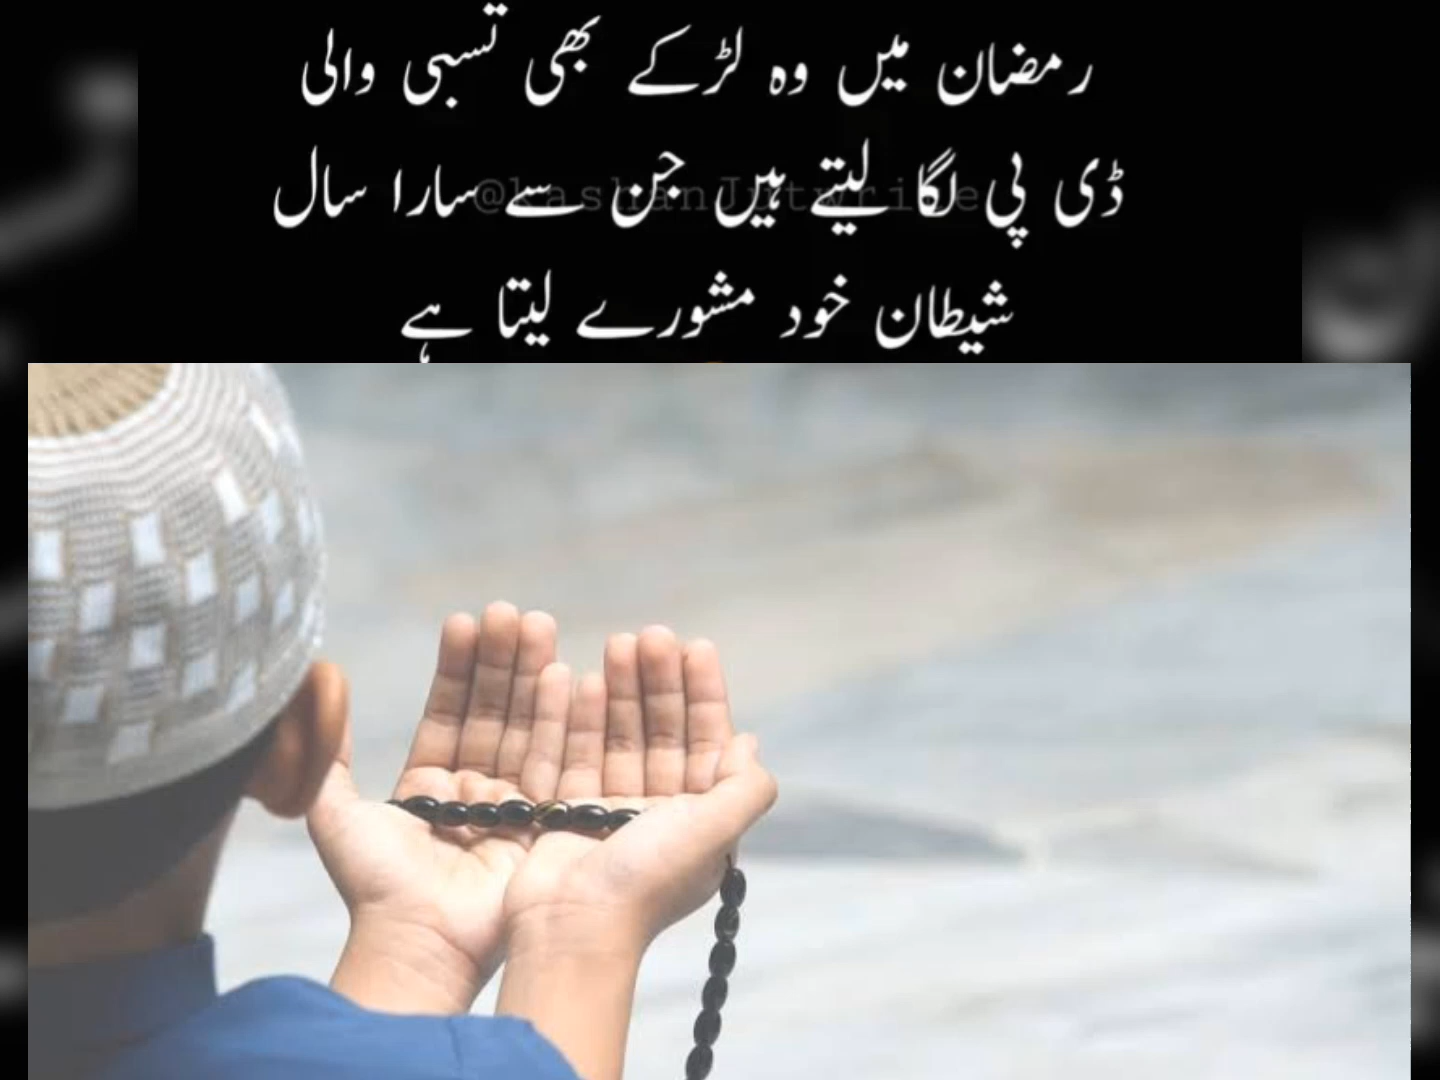 رمضان میں وہ لڑکے بھی تسبی والی
ڈی پی لگا لیتے ہیں جن سے سارا سال
@kashanJutwrite
شیطان خود مشورے لیتا ہے